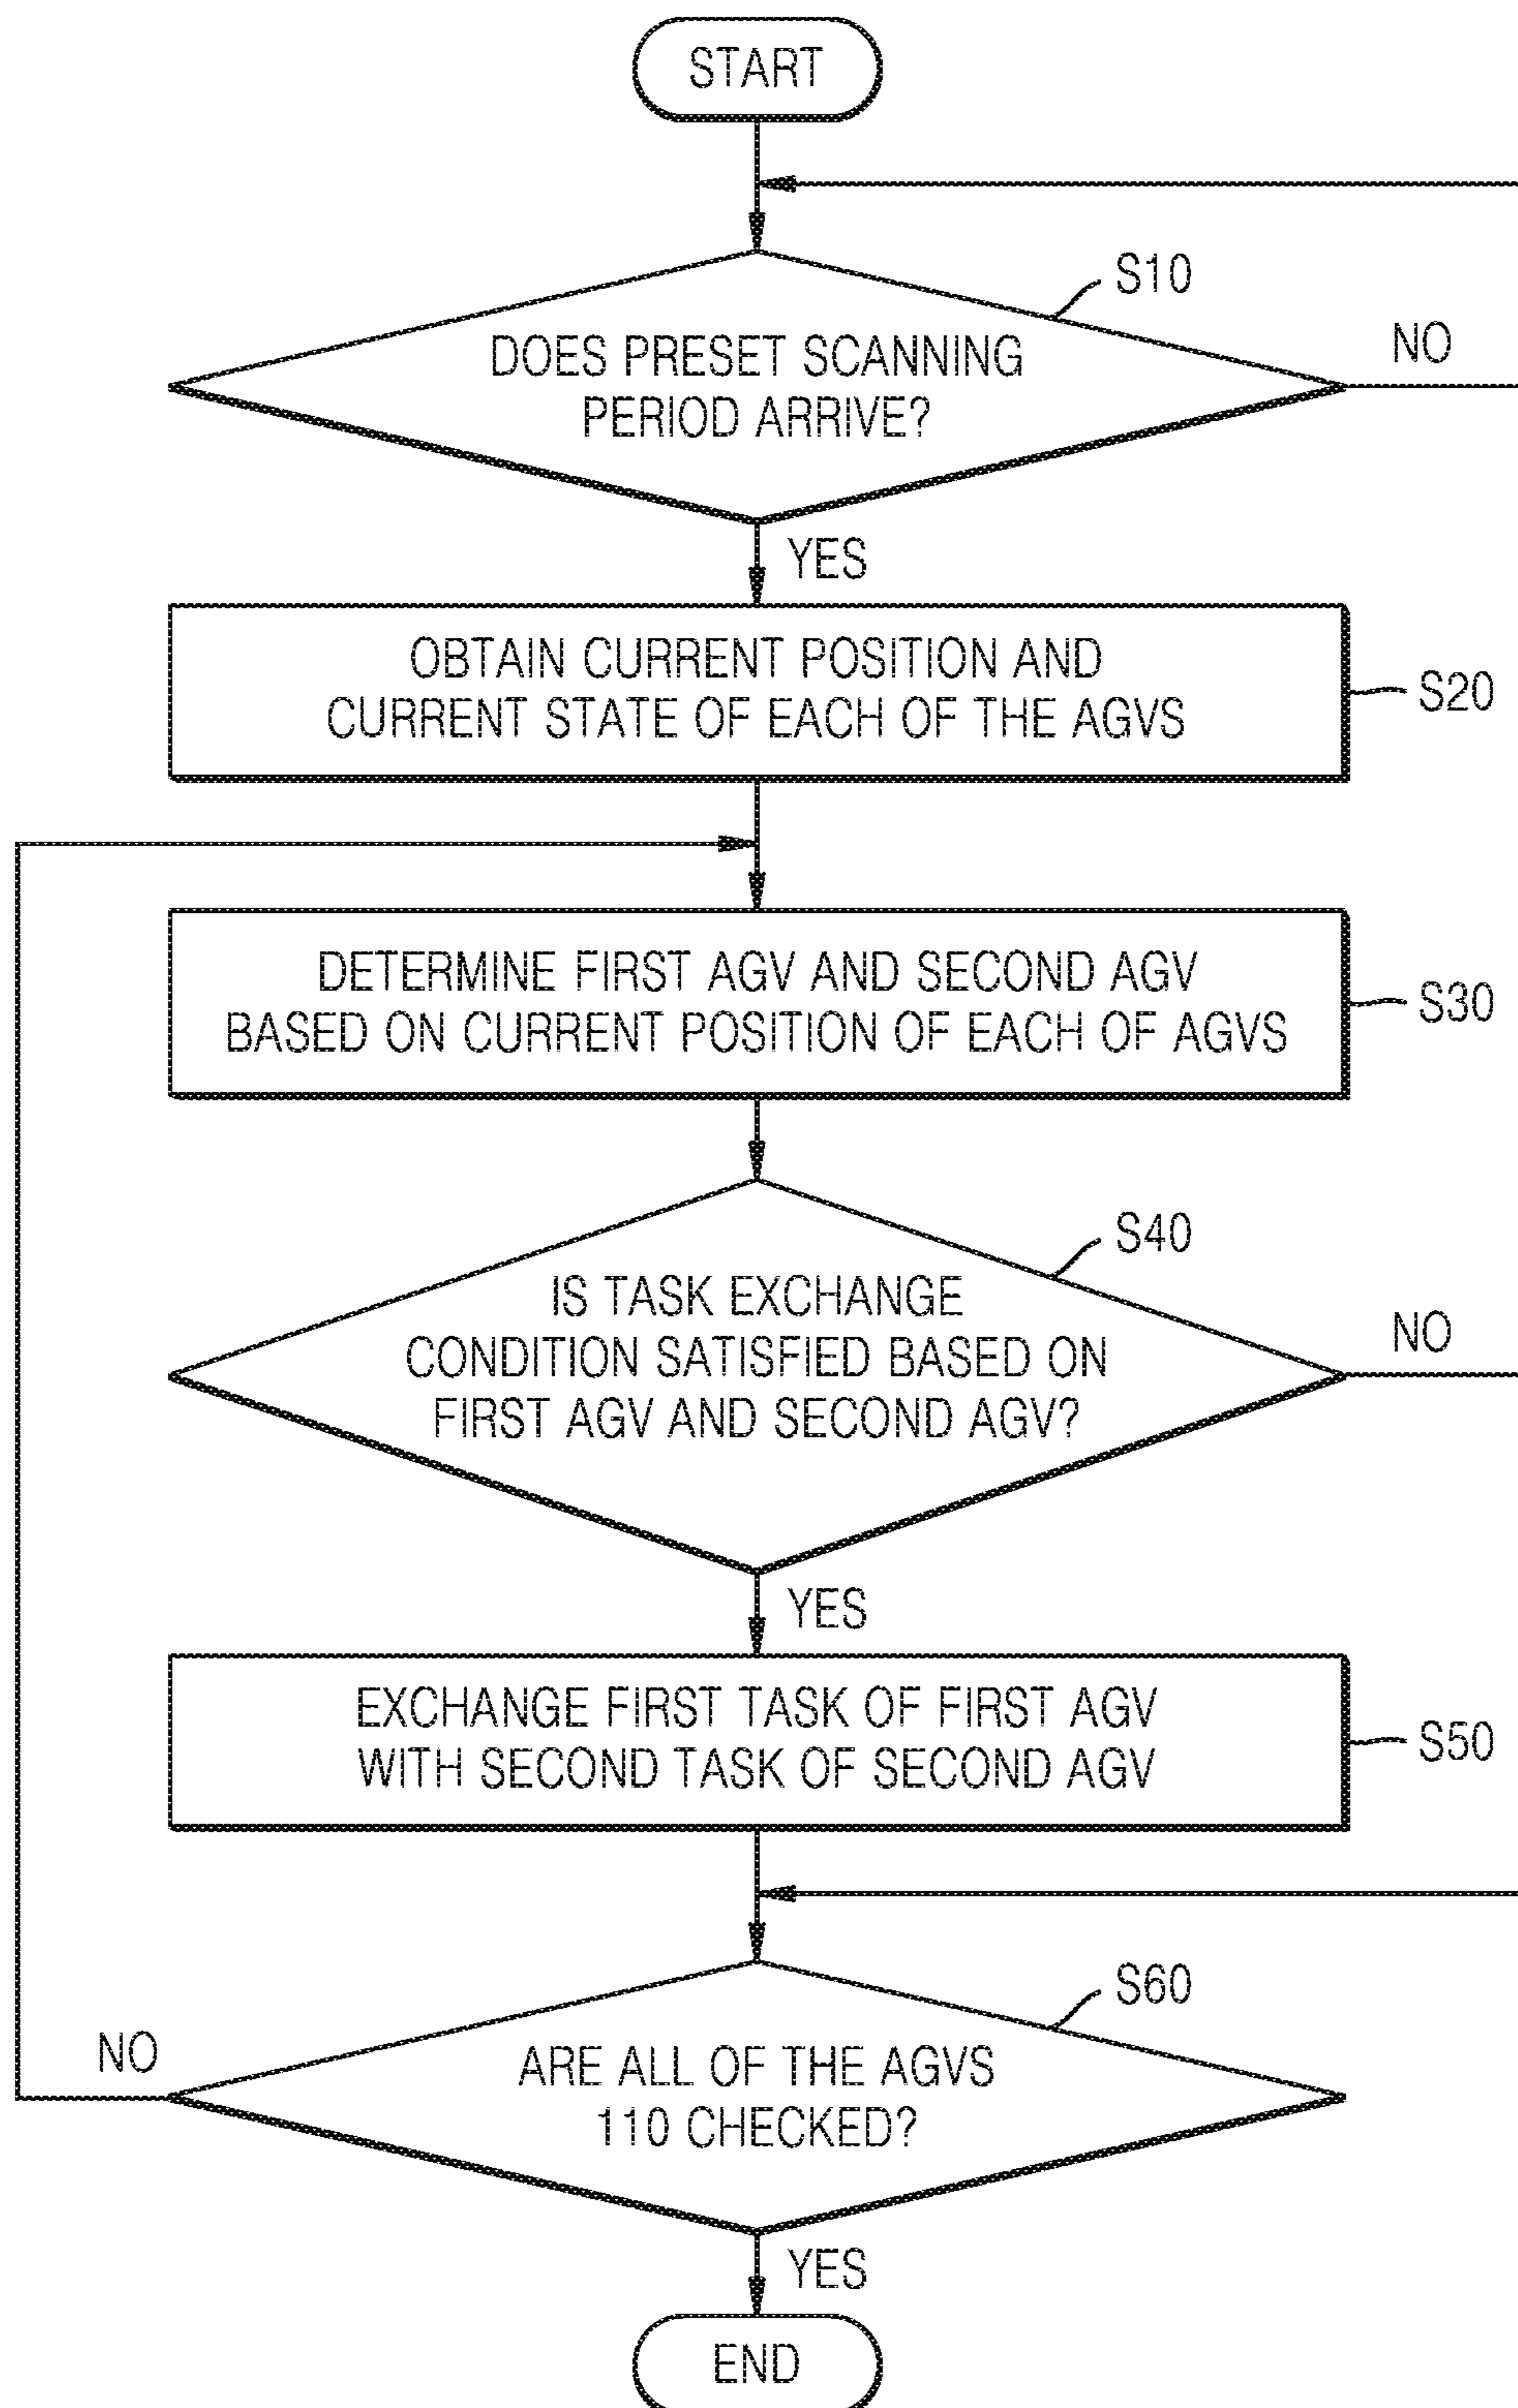 START
S10
DOES PRESET SCANNING
PERIOD ARRIVE?
NO
YES
OBTAIN CURRENT POSITION AND
CURRENT STATE OF EACH OF THE AGVS
S20
DETERMINE FIRST AGV AND SECOND AGV
BASED ON CURRENT POSITION OF EACH OF AGVS
S30
S40
IS TASK EXCHANGE
CONDITION SATISFIED BASED ON
FIRST AGV AND SECOND AGV?
NO
YES
EXCHANGE FIRST TASK OF FIRST AGV
WITH SECOND TASK OF SECOND AGV
S50
S60
ARE ALL OF THE AGVS
110 CHECKED?
NO
YES
END